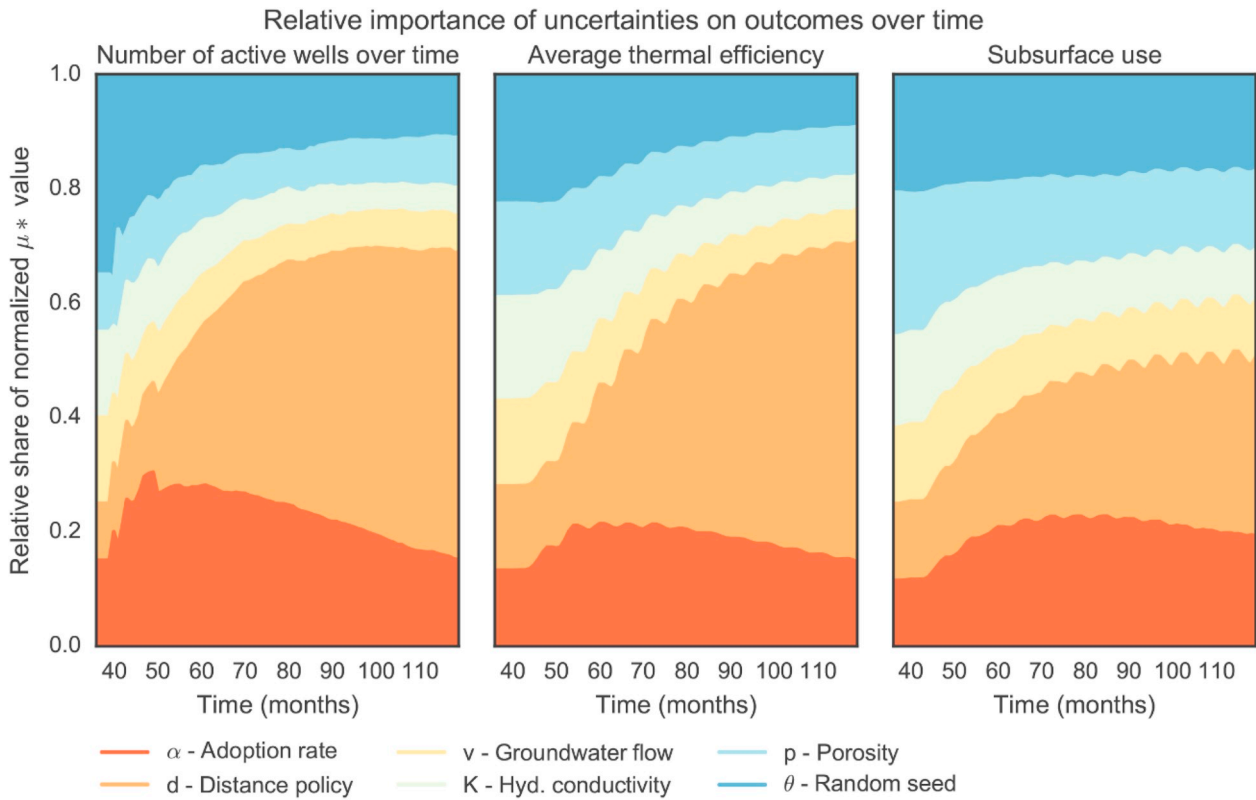 Relative importance of uncertainties on outcomes over time
Number of active wells over time
Average thermal efficiency
Subsurface use
Relative share of normalized μ* value
1.0
0.8
0.6
0.4
0.2
0.0
40 50 60 70 80 90 100 110
40 50 60 70 80 90 100 110
40 50 60 70 80 90 100 110
Time (months)
Time (months)
Time (months)
α - Adoption rate
v - Groundwater flow
p - Porosity
d - Distance policy
K - Hyd. conductivity
θ - Random seed